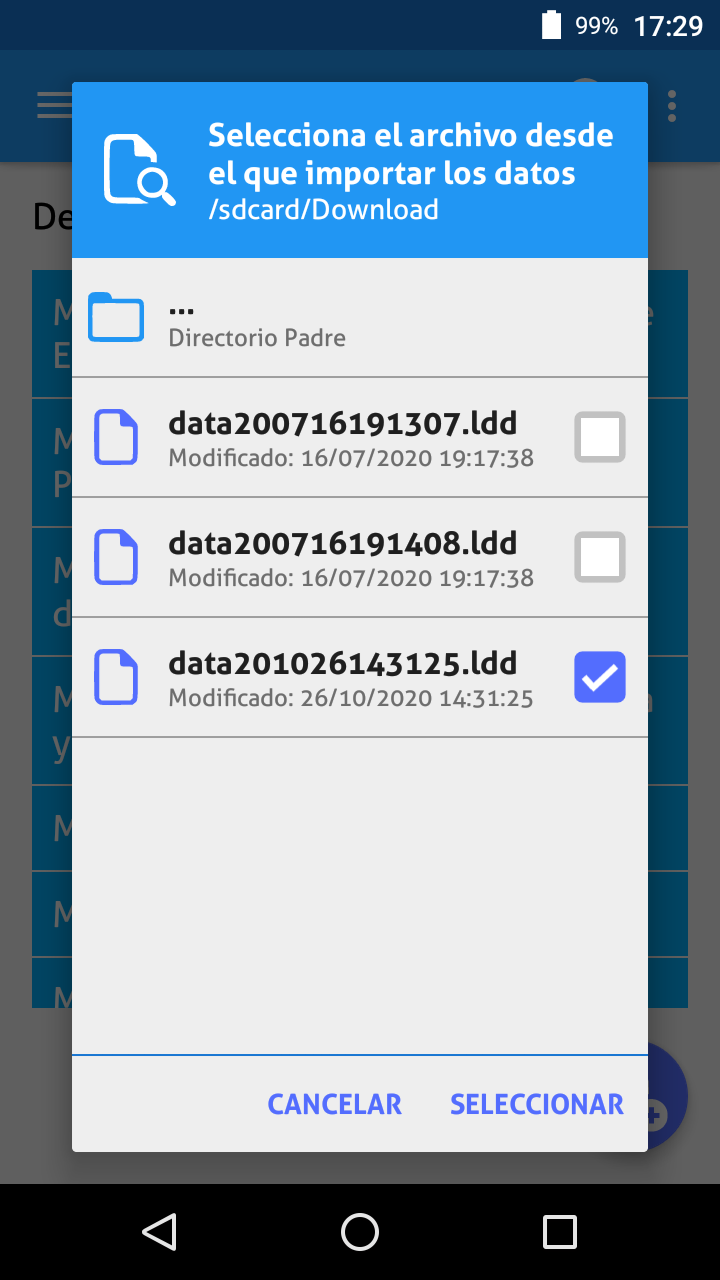 99% 17:29
Selecciona el archivo desde
el que importar los datos
/sdcard/Download
De
...
Directorio Padre
data200716191307.ldd
Modificado: 16/07/2020 19:17:38
data200716191408.ldd
Modificado: 16/07/2020 19:17:38
data201026143125.ldd
Modificado: 26/10/2020 14:31:25
CANCELAR SELECCIONAR